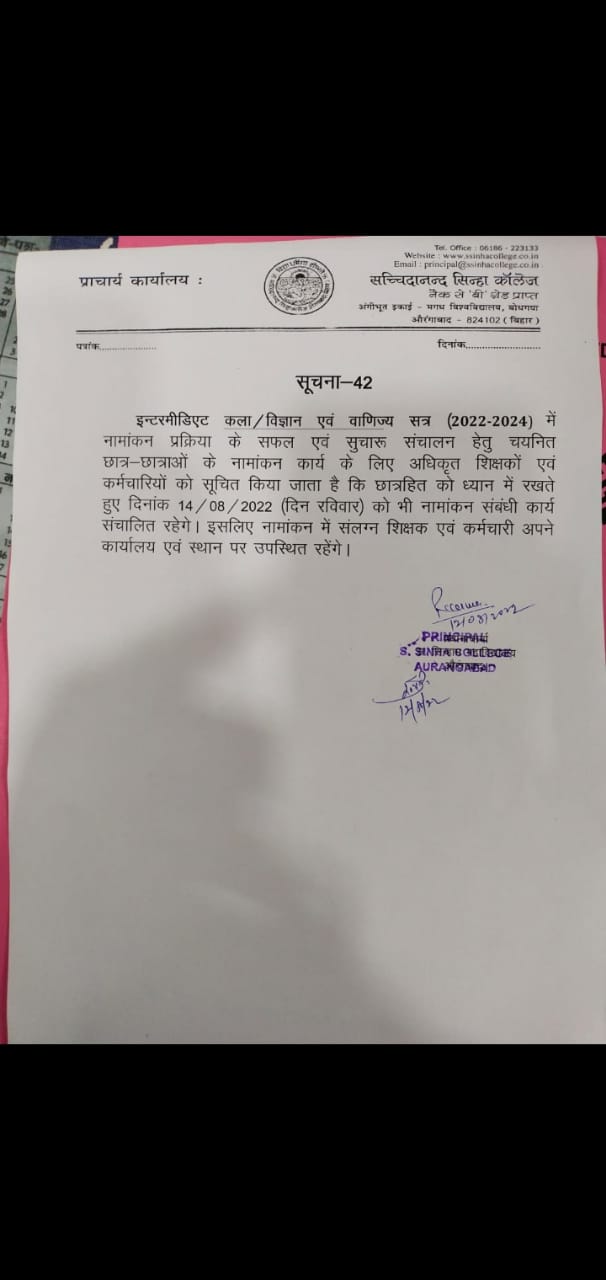 Tel. Office : 06186 - 223133
Website : www.ssinhacollege.co.in
Email : principal@ssinhacollege.co.in
प्राचार्य कार्यालय :
सच्चिदानन्द सिन्हा कॉलेज
नैक से 'बी' ग्रेड प्राप्त
अंगीभूत इकाई - मगध विश्वविद्यालय, बोधगया
औरंगाबाद - 824102 ( बिहार )
पत्रांक.....................
दिनांक...........................
सूचना–42
इन्टरमीडिएट कला/विज्ञान एवं वाणिज्य सत्र (2022-2024) में
नामांकन प्रक्रिया के सफल एवं सुचारू संचालन हेतु चयनित
छात्र–छात्राओं के नामांकन कार्य के लिए अधिकृत शिक्षकों एवं
कर्मचारियों को सूचित किया जाता है कि छात्रहित को ध्यान में रखते
हुए दिनांक 14/08/2022 (दिन रविवार) को भी नामांकन संबंधी कार्य
संचालित रहेगे। इसलिए नामांकन में संलग्न शिक्षक एवं कर्मचारी अपने
कार्यालय एवं स्थान पर उपस्थित रहेंगे।
12/08/2022
PRINCIPAL
S. SINHA COLLEGE
AURANGABAD
12/8/22